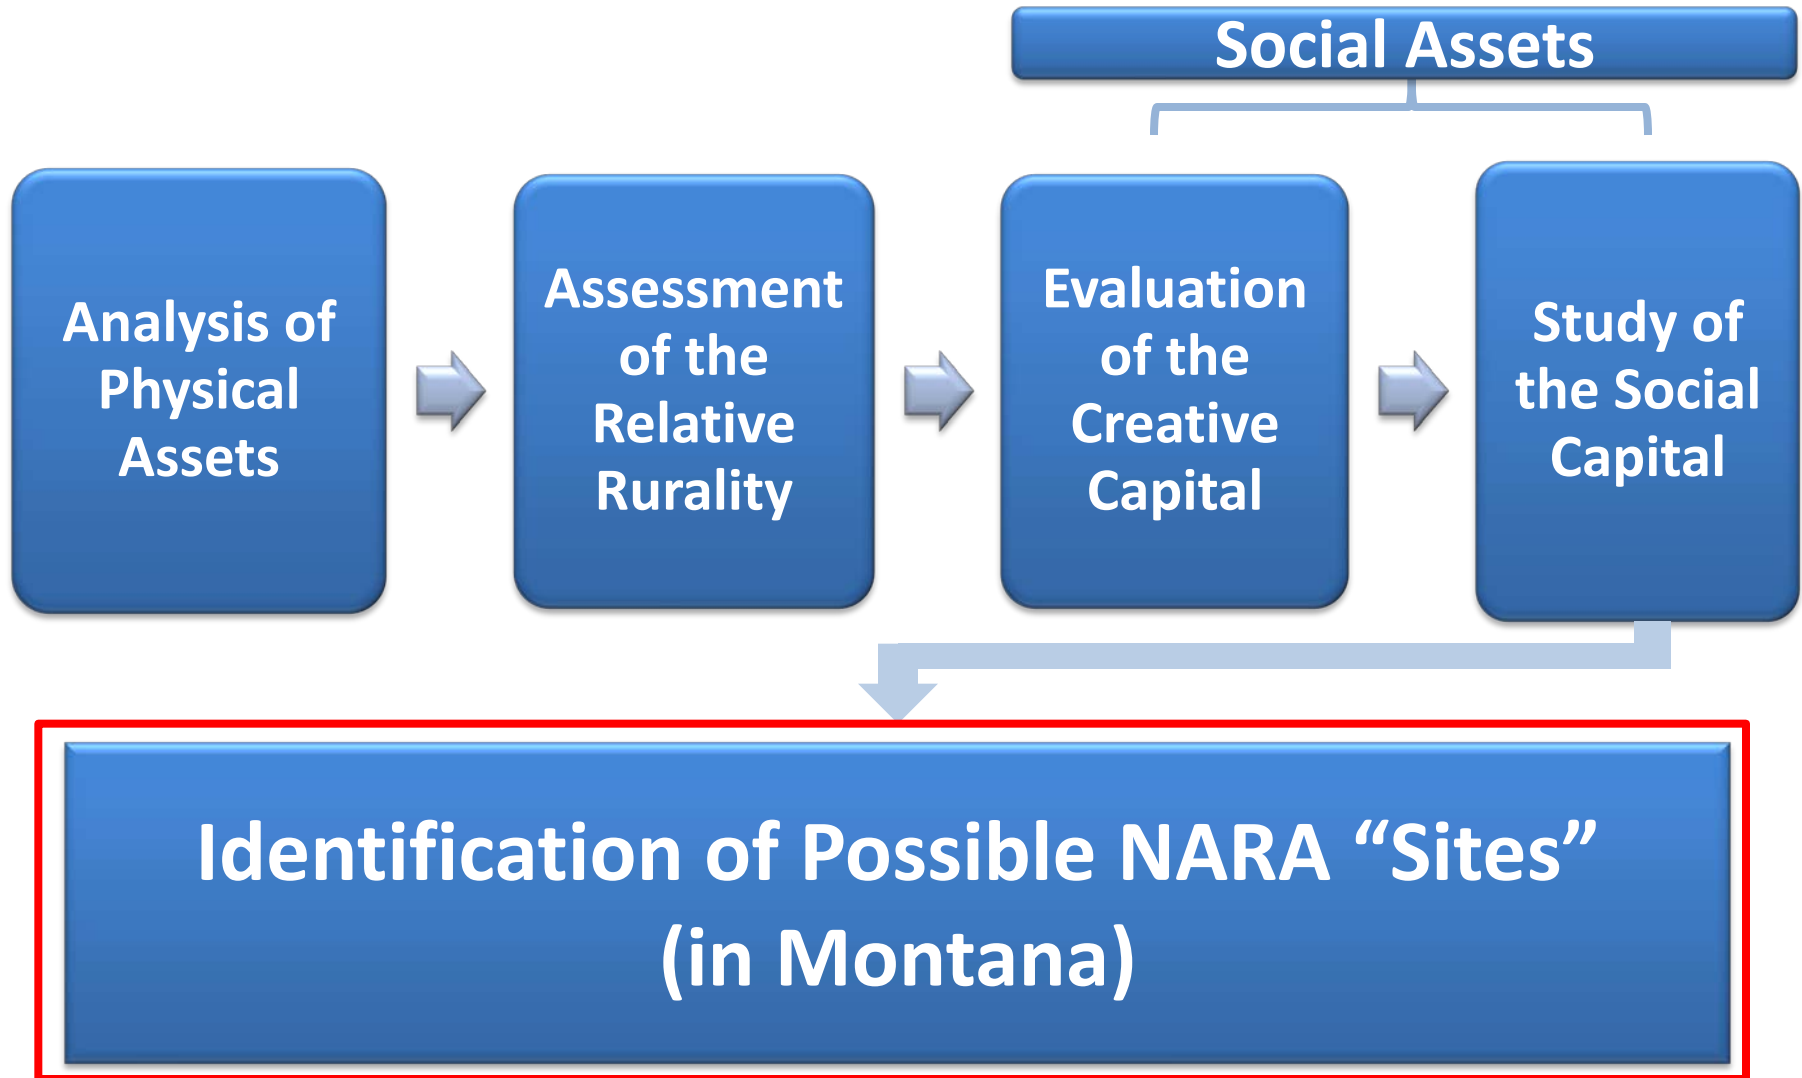 Social Assets
Analysis of
Physical
Assets
Assessment
of the
Relative
Rurality
Evaluation
of the
Creative
Capital
Study of
the Social
Capital
Identification of Possible NARA “Sites”
(in Montana)